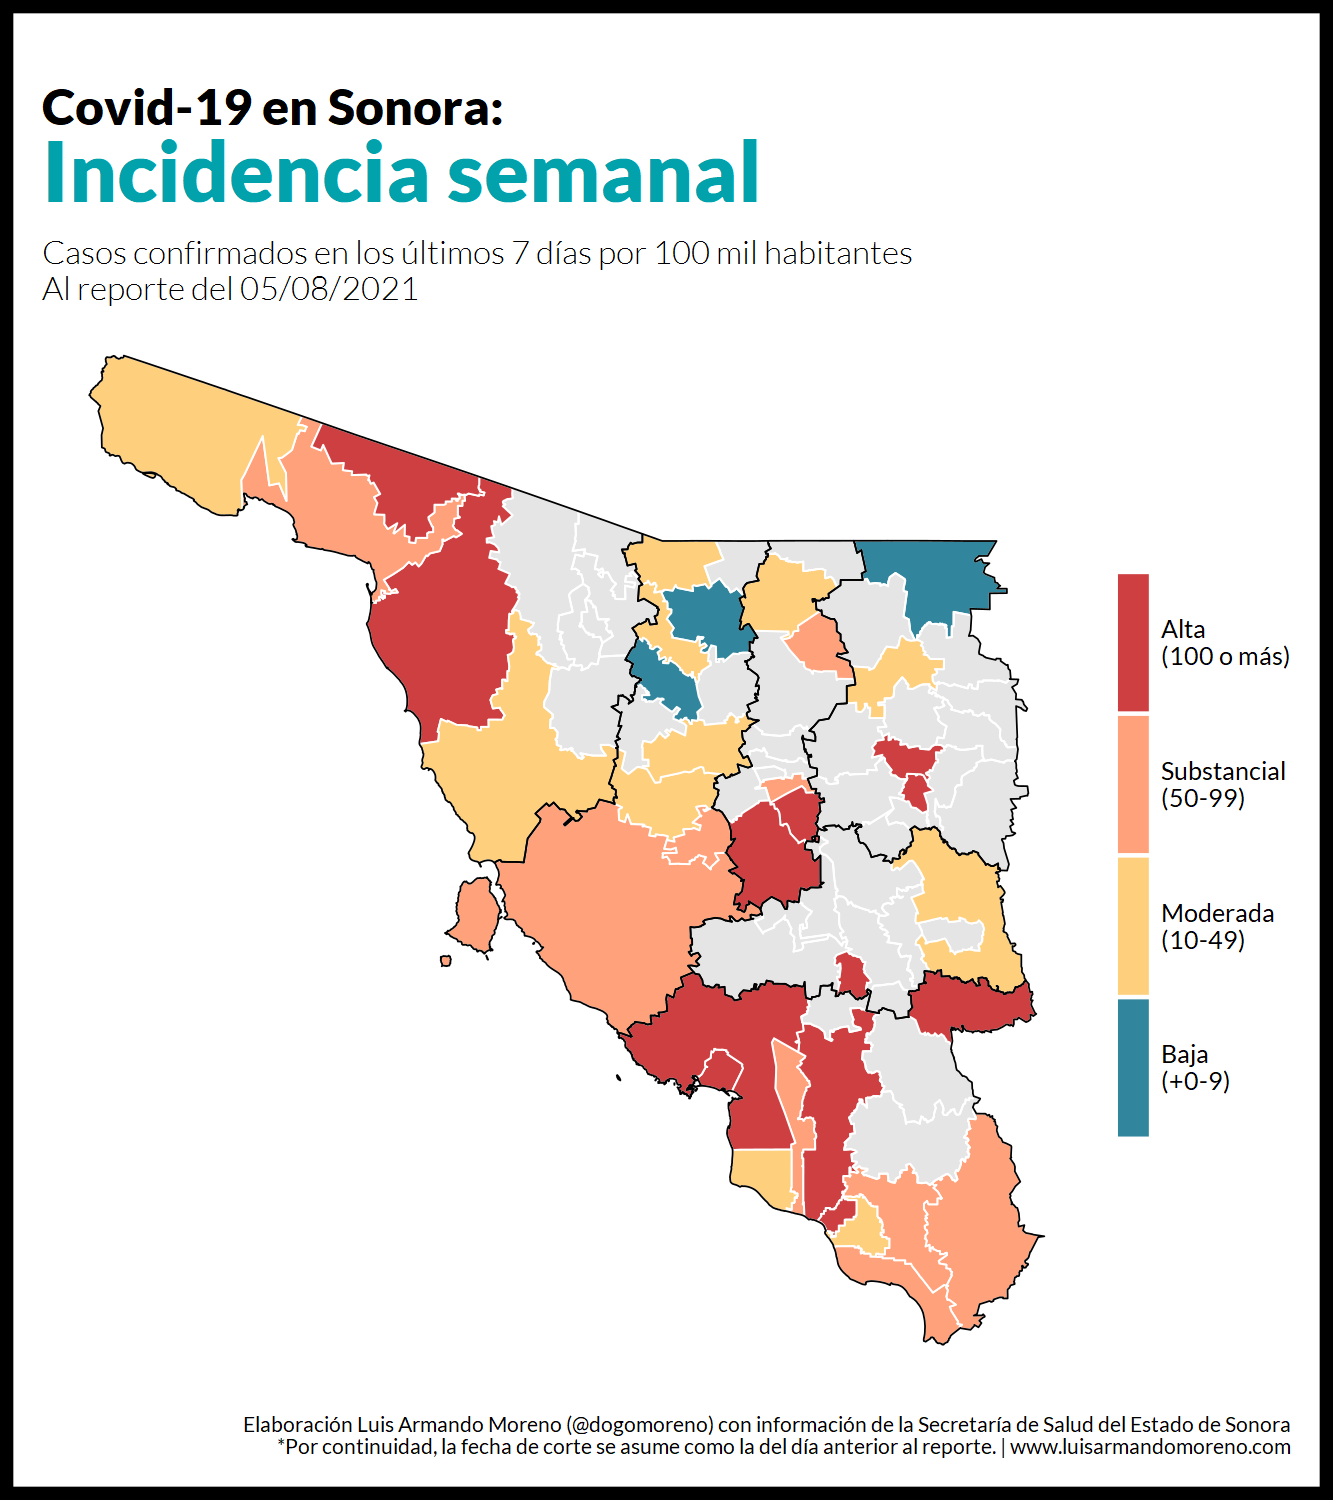 Covid-19 en Sonora:
Incidencia semanal
Casos confirmados en los últimos 7 días por 100 mil habitantes
Al reporte del 05/08/2021
Alta
(100 o más)
Substancial
(50-99)
Moderada
(10-49)
Baja
(+0-9)
Elaboración Luis Armando Moreno (@dogomoreno) con información de la Secretaría de Salud del Estado de Sonora
*Por continuidad, la fecha de corte se asume como la del día anterior al reporte. | www.luisarmandomoreno.com